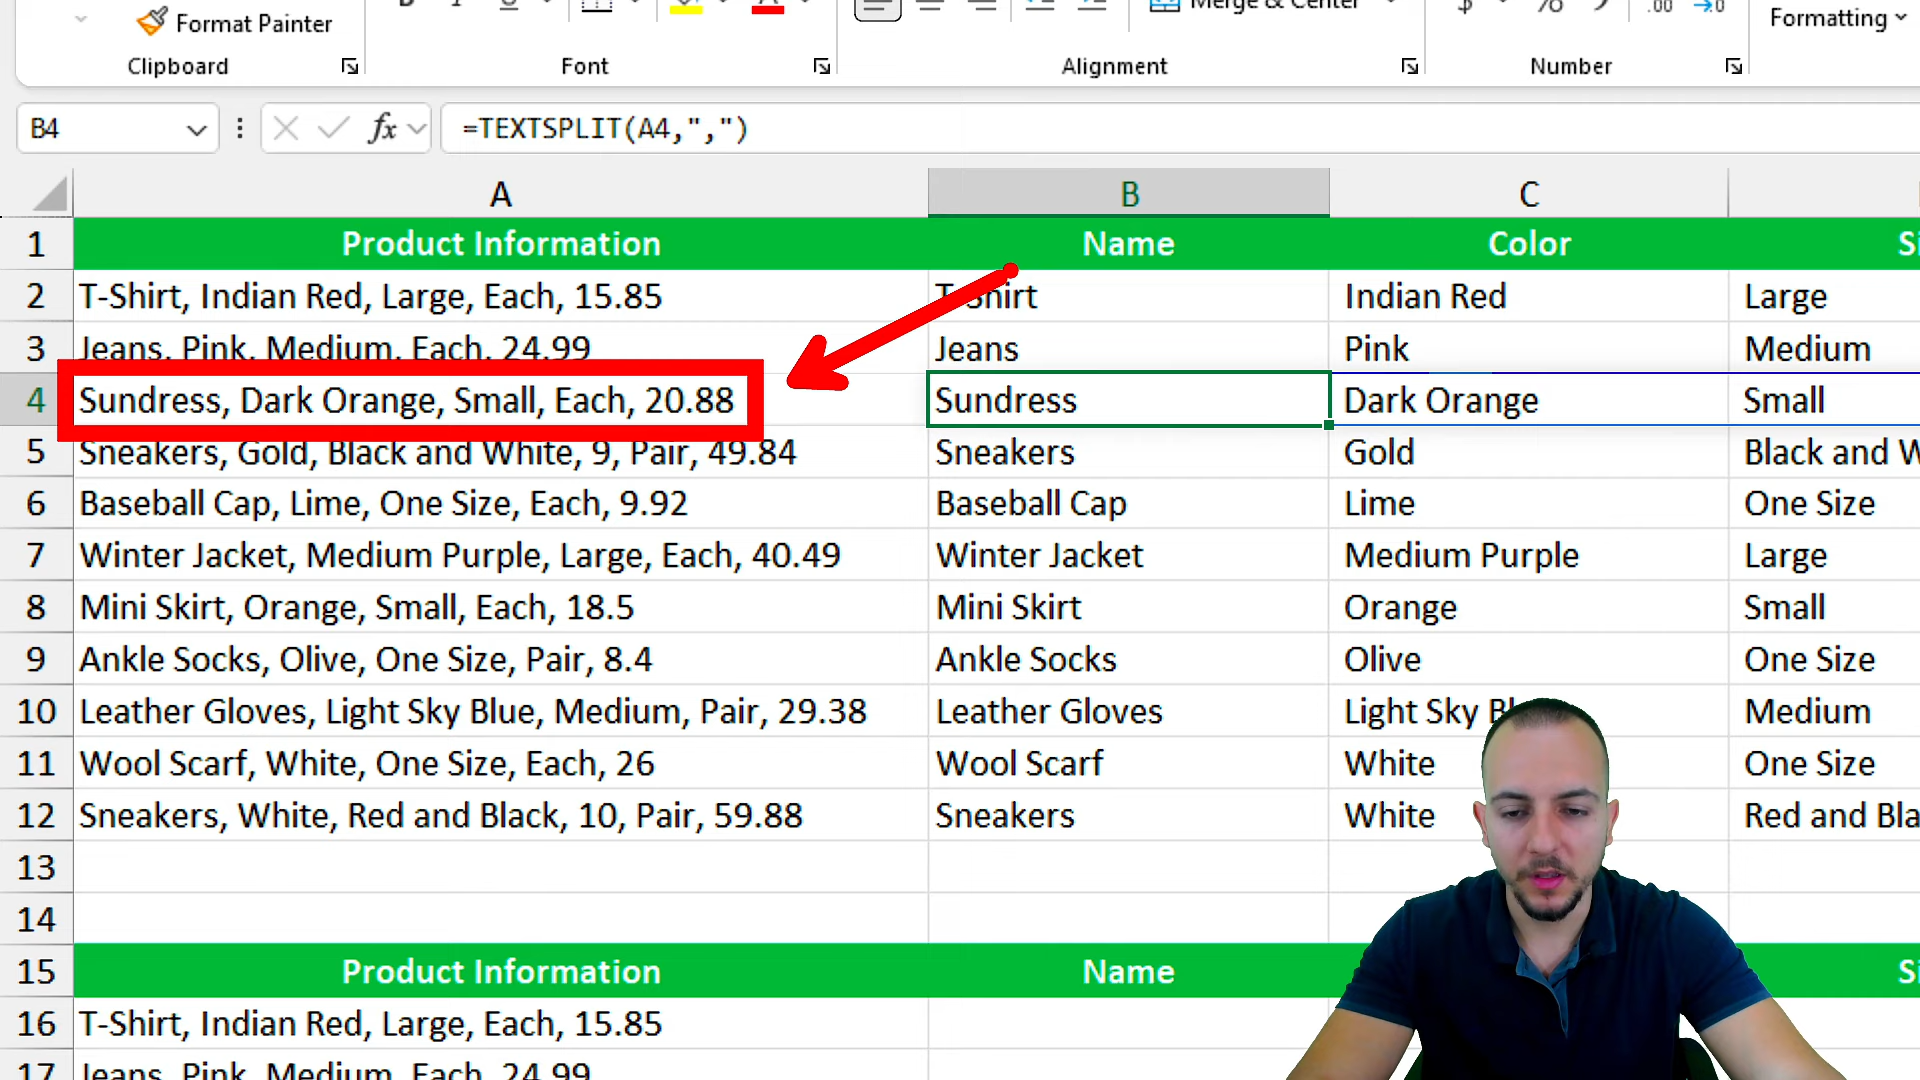 Format Painter
Merge & Center
$ % .00 .0
Formatting
Clipboard Font Alignment Number
B4 fx =TEXTSPLIT(A4,",")
A B C
1 Product Information Name Color
2 T-Shirt, Indian Red, Large, Each, 15.85 T-Shirt Indian Red Large
3 Jeans, Pink, Medium, Each, 24.99 Jeans Pink Medium
4 Sundress, Dark Orange, Small, Each, 20.88 Sundress Dark Orange Small
5 Sneakers, Gold, Black and White, 9, Pair, 49.84 Sneakers Gold Black and W
6 Baseball Cap, Lime, One Size, Each, 9.92 Baseball Cap Lime One Size
7 Winter Jacket, Medium Purple, Large, Each, 40.49 Winter Jacket Medium Purple Large
8 Mini Skirt, Orange, Small, Each, 18.5 Mini Skirt Orange Small
9 Ankle Socks, Olive, One Size, Pair, 8.4 Ankle Socks Olive One Size
10 Leather Gloves, Light Sky Blue, Medium, Pair, 29.38 Leather Gloves Light Sky Bl Medium
11 Wool Scarf, White, One Size, Each, 26 Wool Scarf White One Size
12 Sneakers, White, Red and Black, 10, Pair, 59.88 Sneakers White Red and Bla
13
14
15 Product Information Name
16 T-Shirt, Indian Red, Large, Each, 15.85
17 Jeans, Pink, Medium, Each, 24.99